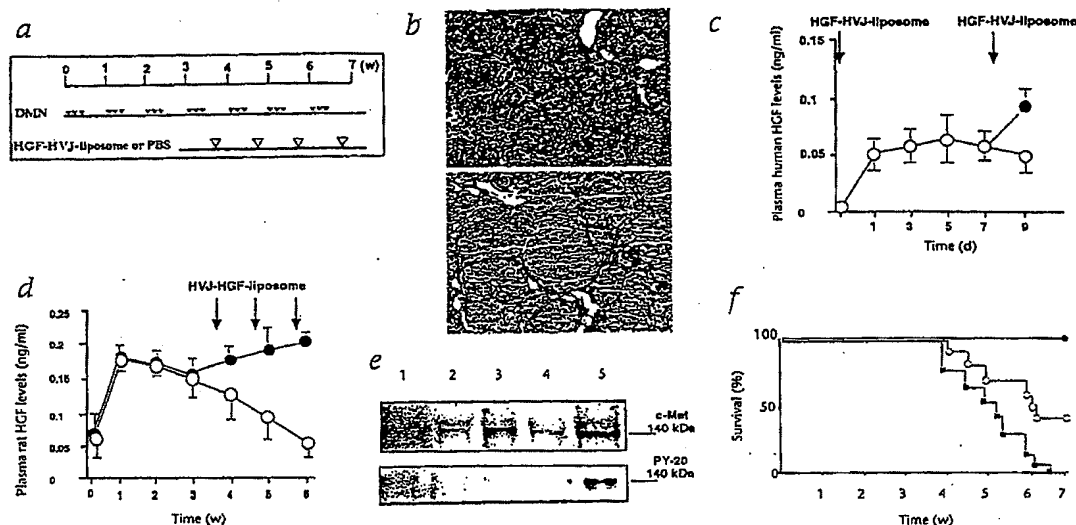 a
0 1 2 3 4 5 6 7 (w)
DMN
HGF-HVJ-liposome or PBS
b
c
HGF-HVJ-liposome HGF-HVJ-liposome
Plasma human HGF levels (ng/ml)
0.15
0.1
0.05
0
1 3 5 7 9
Time (d)
d
HVJ-HGF-liposome
Plasma rat HGF levels (ng/ml)
0.25
0.2
0.15
0.1
0.05
0 1 2 3 4 5 6
Time (w)
e
1 2 3 4 5
c-Met
140 kDa
PY-20
140 kDa
f
Survival (%)
100
50
0
1 2 3 4 5 6 7
Time (w)